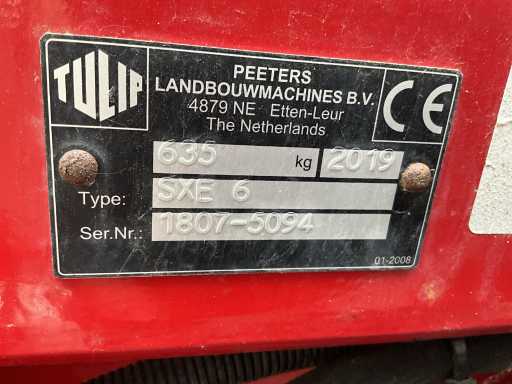 TULIP
PEETERS
LANDBOUWMACHINES B.V.
4879 NE Etten-Leur
The Netherlands
CE
635 kg 2019
Type: SXE 6
Ser.Nr.: 1807-5094
01-2008